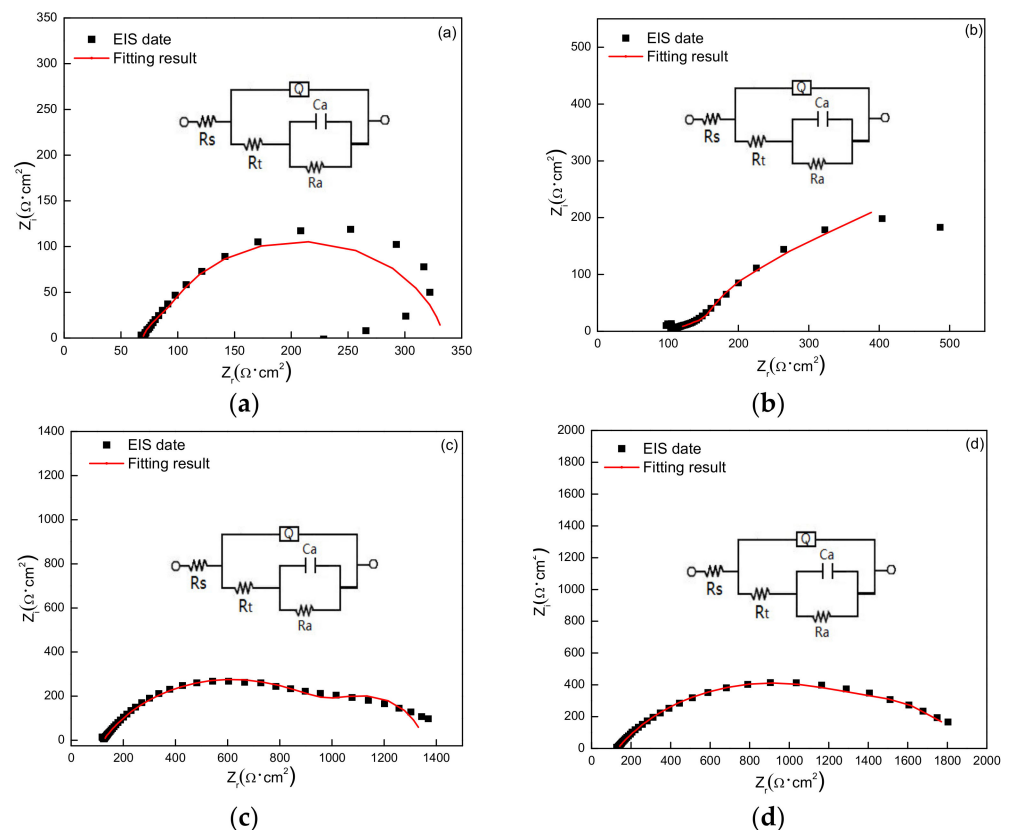 (a)
EIS date
Fitting result
Q
Ca
Rs
Rt
Ra
350
300
250
200
150
100
50
0
0 50 100 150 200 250 300 350
Zi(Ω·cm²)
Zr(Ω·cm²)
(a)
(b)
EIS date
Fitting result
Q
Ca
Rs
Rt
Ra
500
400
300
200
100
0
0 100 200 300 400 500
Zi(Ω·cm²)
Zr(Ω·cm²)
(b)
(c)
EIS date
Fitting result
Q
Ca
Rs
Rt
Ra
1400
1200
1000
800
600
400
200
0
0 200 400 600 800 1000 1200 1400
Zi(Ω·cm²)
Zr(Ω·cm²)
(c)
(d)
EIS date
Fitting result
Q
Ca
Rs
Rt
Ra
2000
1800
1600
1400
1200
1000
800
600
400
200
0
0 200 400 600 800 1000 1200 1400 1600 1800 2000
Zi(Ω·cm²)
Zr(Ω·cm²)
(d)